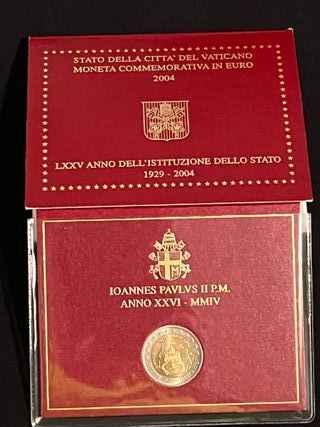 STATO DELLA CITTA' DEL VATICANO
MONETA COMMEMORATIVA IN EURO
2004
LXXV ANNO DELL'ISTITUZIONE DELLO STATO
1929 - 2004
IOANNES PAVLVS II P.M.
ANNO XXVI - MMIV